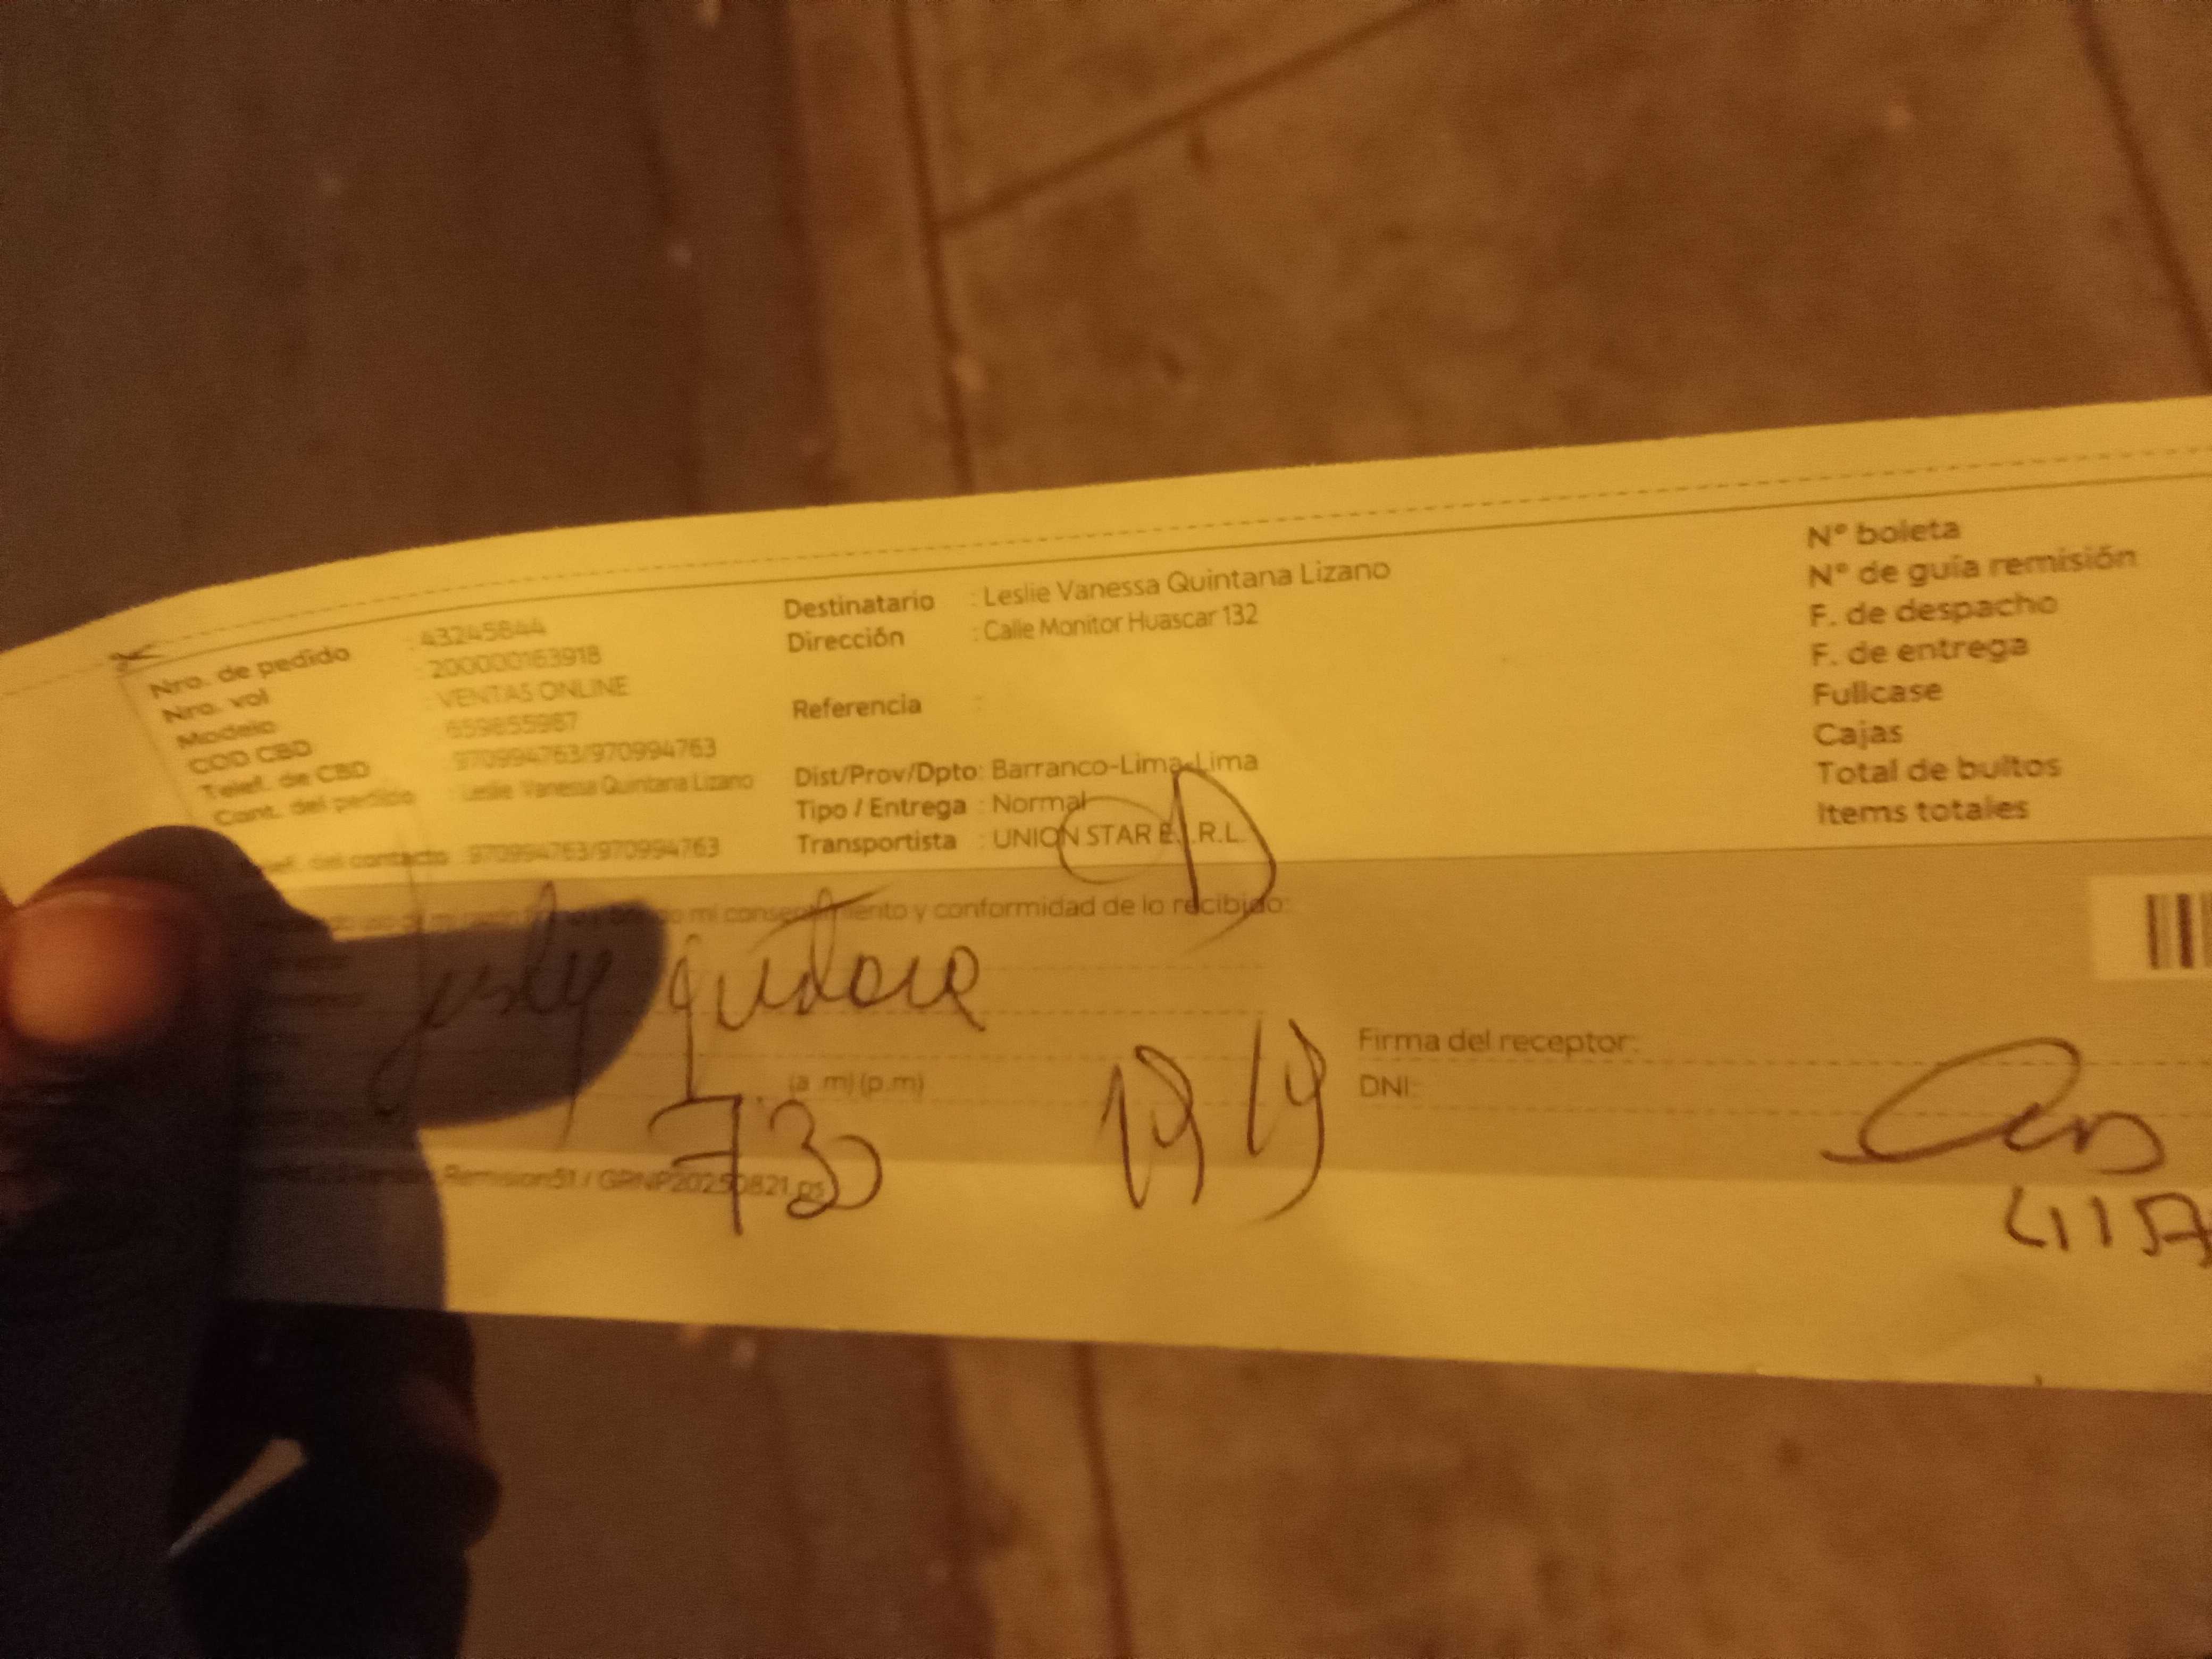 Nro. de pedido : 43245844
Nro. vol : 200000163918
Modelo : VENTAS ONLINE
COD CBD : 659855987
Telef. de CBD : 970994763/970994763
Cont. del pedido : Leslie Vanessa Quintana Lizano
del contacto : 970994763/970994763
Destinatario : Leslie Vanessa Quintana Lizano
Dirección : Calle Monitor Huascar 132
Referencia :
Dist/Prov/Dpto: Barranco-Lima-Lima
Tipo / Entrega : Normal
Transportista : UNION STAR E.I.R.L
N° boleta
N° de guía remisión
F. de despacho
F. de entrega
Fullcase
Cajas
Total de bultos
Items totales
mi consentimiento y conformidad de lo recibido:
(a .m) (p.m)
7:30
Firma del receptor:
DNI:
Remision51 / GRNP20250821.ps